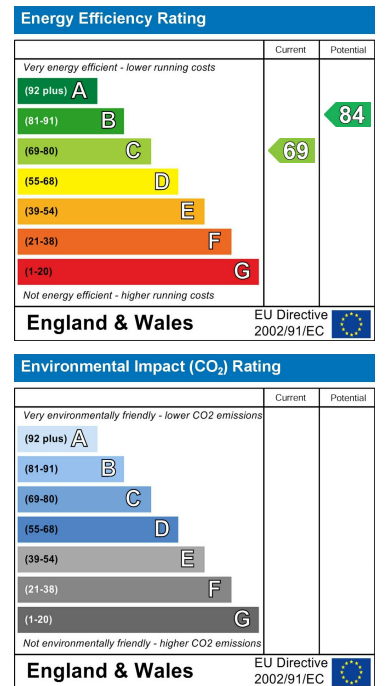 Energy Efficiency Rating
Current Potential
Very energy efficient - lower running costs
(92 plus) A
(81-91) B
84
(69-80) C
69
(55-68) D
(39-54) E
(21-38) F
(1-20) G
Not energy efficient - higher running costs
England & Wales
EU Directive
2002/91/EC
Environmental Impact (CO₂) Rating
Current Potential
Very environmentally friendly - lower CO2 emissions
(92 plus) A
(81-91) B
(69-80) C
(55-68) D
(39-54) E
(21-38) F
(1-20) G
Not environmentally friendly - higher CO2 emissions
England & Wales
EU Directive
2002/91/EC